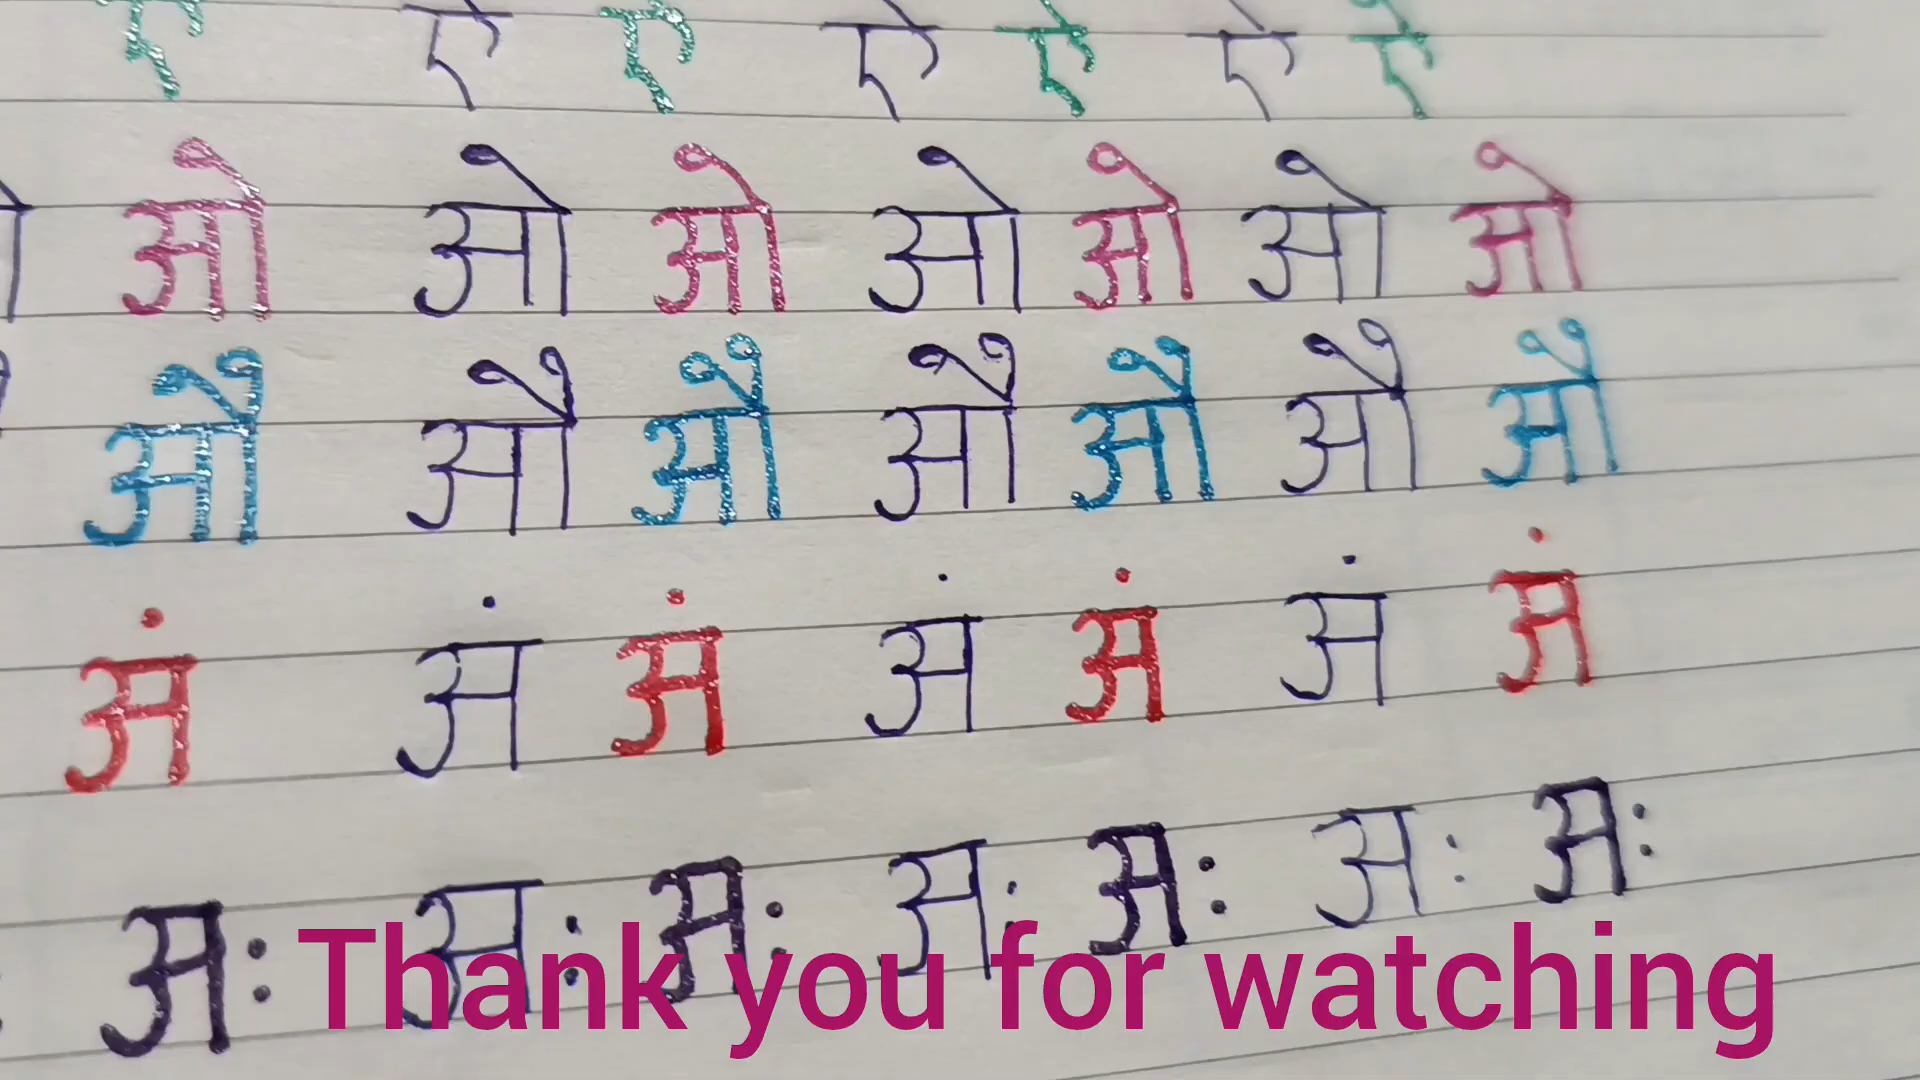 ऐ ऐ ऐ ऐ ऐ ऐ ऐ
ओ ओ ओ ओ ओ ओ ओ
औ औ औ औ औ औ औ
अं अं अं अं अं अं अं
अः अः अः अः अः अः अः
Thank you for watching